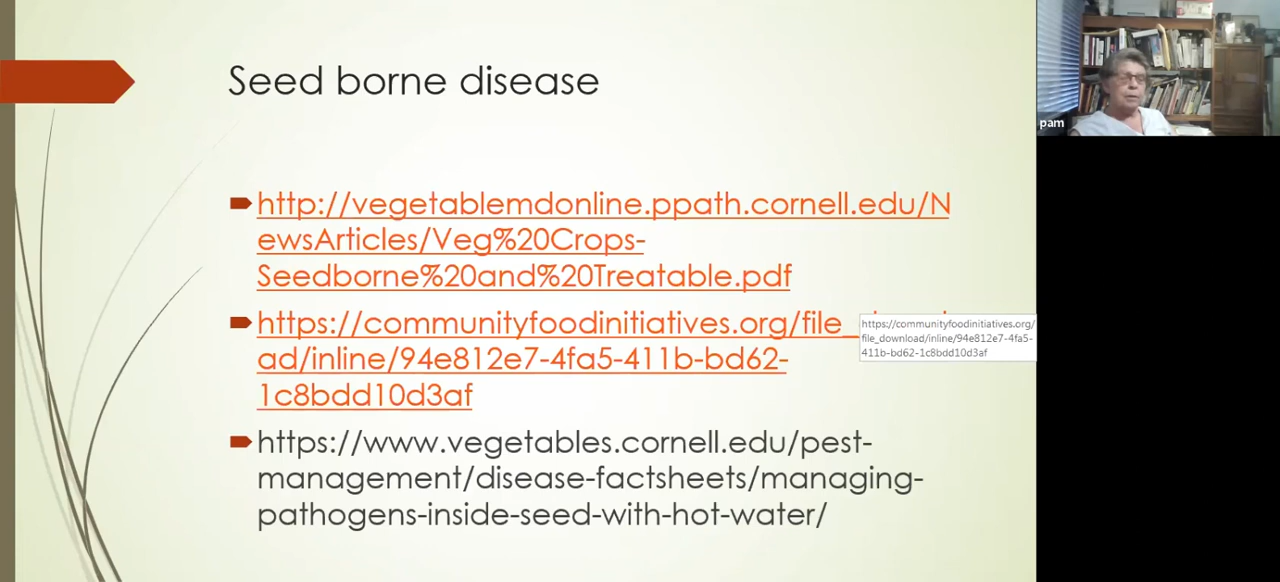 Seed borne disease
http://vegetablemdonline.ppath.cornell.edu/N
ewsArticles/Veg%20Crops-
Seedborne%20and%20Treatable.pdf
https://communityfoodinitiatives.org/file_
ad/inline/94e812e7-4fa5-411b-bd62-
1c8bdd10d3af
https://communityfoodinitiatives.org/
file_download/inline/94e812e7-4fa5-
411b-bd62-1c8bdd10d3af
https://www.vegetables.cornell.edu/pest-
management/disease-factsheets/managing-
pathogens-inside-seed-with-hot-water/
pam